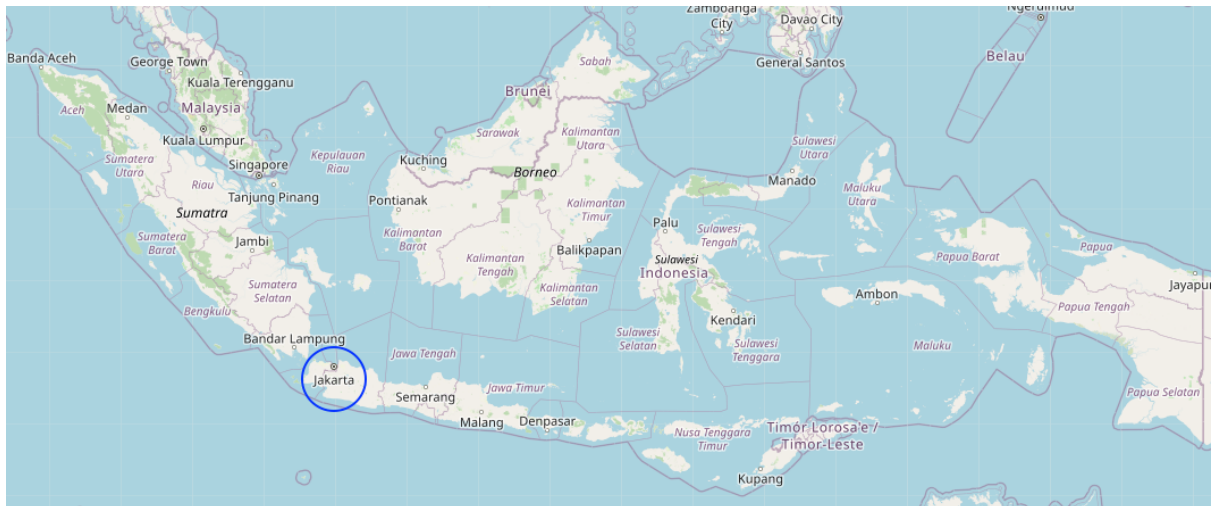 Zamboanga
City
Davao City
Ngerulmud
Banda Aceh
George Town
Sabah
General Santos
Belau
Kuala Terengganu
Brunei
Aceh
Medan
Malaysia
Sarawak
Kalimantan
Utara
Kuala Lumpur
Sulawesi
Utara
Sumatera
Utara
Singapore
Kepulauan
Riau
Kuching
Borneo
Riau
Manado
Maluku
Utara
Tanjung Pinang
Pontianak
Sumatra
Kalimantan
Timur
Palu
Sulawesi
Tengah
Sumatera
Barat
Jambi
Kalimantan
Barat
Balikpapan
Papua
Papua Barat
Kalimantan
Tengah
Sulawesi
Indonesia
Sumatera
Selatan
Kalimantan
Selatan
Ambon
Papua Tengah
Bengkulu
Kendari
Bandar Lampung
Sulawesi
Selatan
Sulawesi
Tenggara
Maluku
Jawa Tengah
Jakarta
Semarang
Jawa Timur
Papua Selatan
Malang
Denpasar
Nusa Tenggara
Timur
Timór Lorosa'e /
Timor-Leste
Kupang